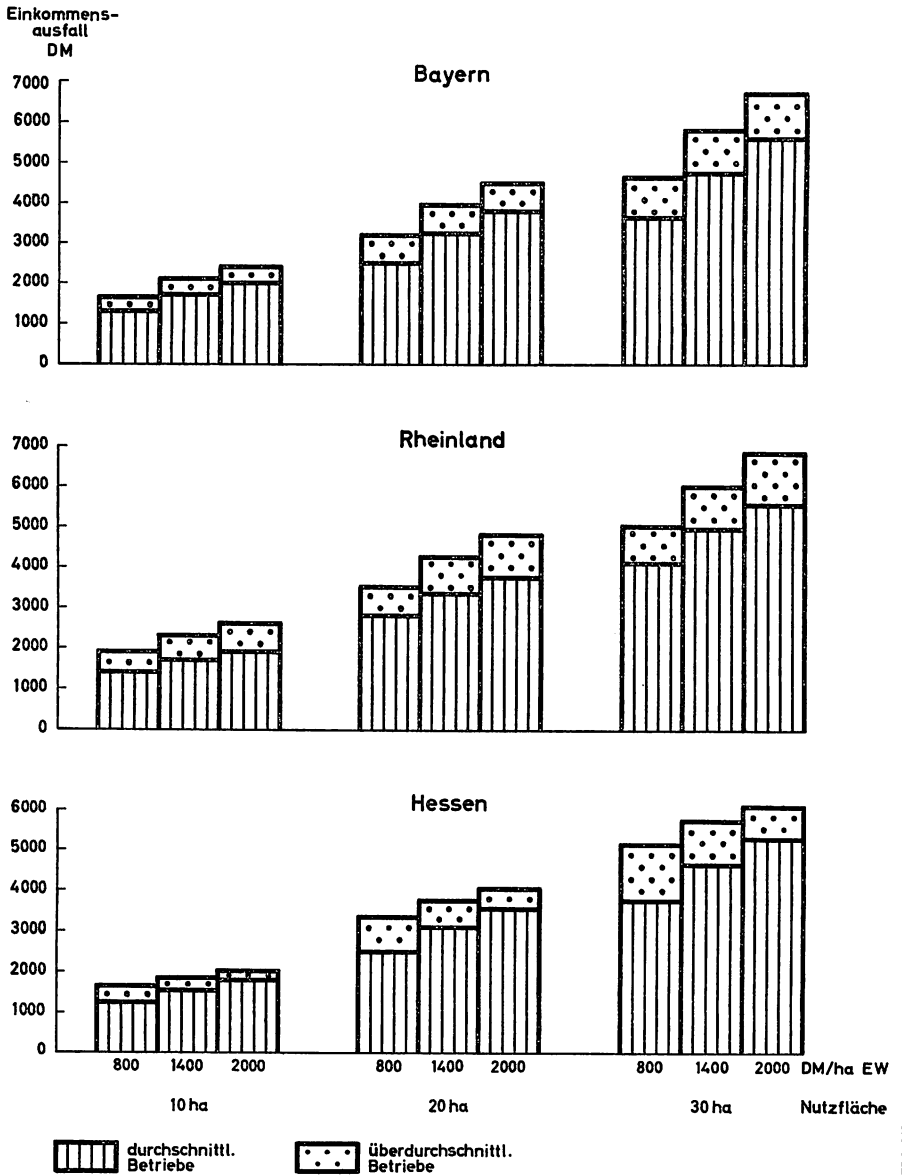 Einkommens-
ausfall
DM
Bayern
7000
6000
5000
4000
3000
2000
1000
0
Rheinland
7000
6000
5000
4000
3000
2000
1000
0
Hessen
6000
5000
4000
3000
2000
1000
0
800 1400 2000 800 1400 2000 800 1400 2000 DM/ha EW
10 ha 20 ha 30 ha Nutzfläche
durchschnittl.
Betriebe
überdurchschnittl.
Betriebe